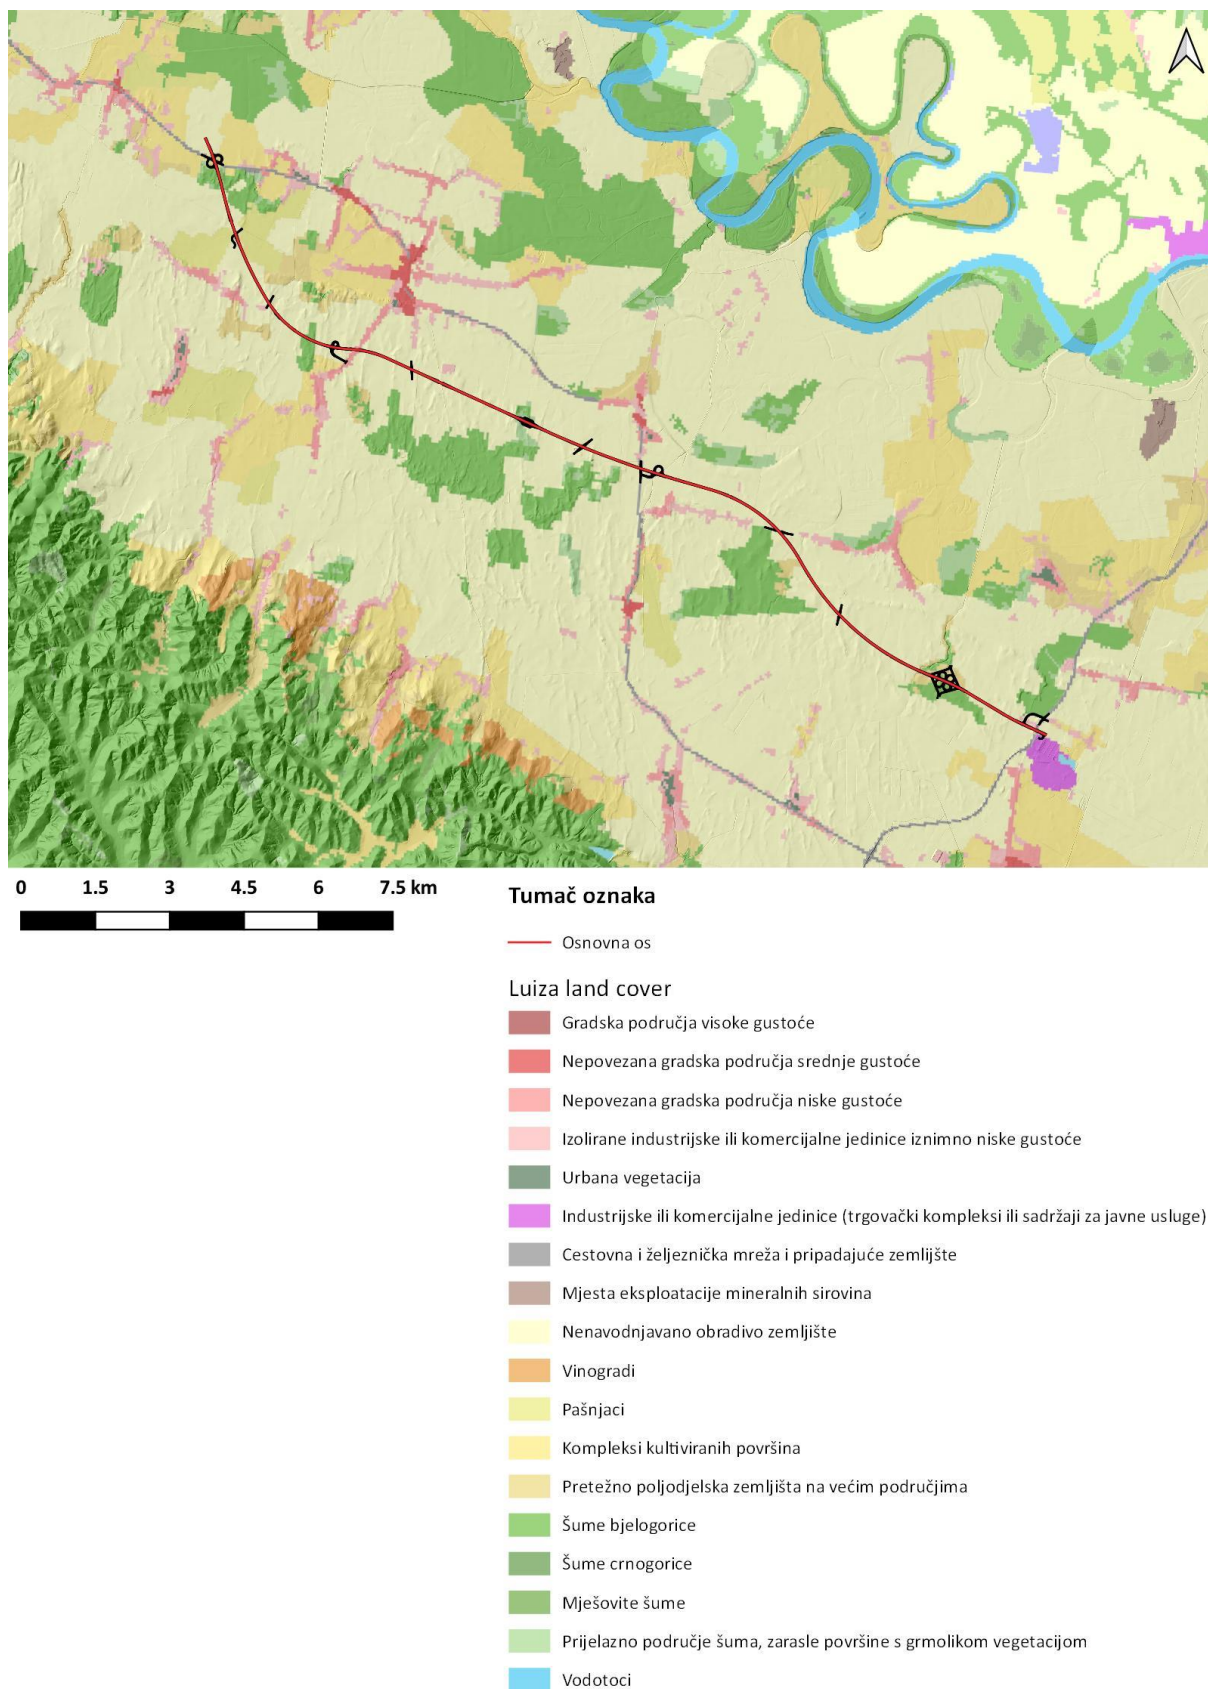 0 1.5 3 4.5 6 7.5 km
Tumač oznaka
Osnovna os
Luiza land cover
Gradska područja visoke gustoće
Nepovezana gradska područja srednje gustoće
Nepovezana gradska područja niske gustoće
Izolirane industrijske ili komercijalne jedinice iznimno niske gustoće
Urbana vegetacija
Industrijske ili komercijalne jedinice (trgovački kompleksi ili sadržaji za javne usluge)
Cestovna i željeznička mreža i pripadajuće zemlijšte
Mjesta eksploatacije mineralnih sirovina
Nenavodnjavano obradivo zemljište
Vinogradi
Pašnjaci
Kompleksi kultiviranih površina
Pretežno poljodjelska zemljišta na većim područjima
Šume bjelogorice
Šume crnogorice
Mješovite šume
Prijelazno područje šuma, zarasle površine s grmolikom vegetacijom
Vodotoci